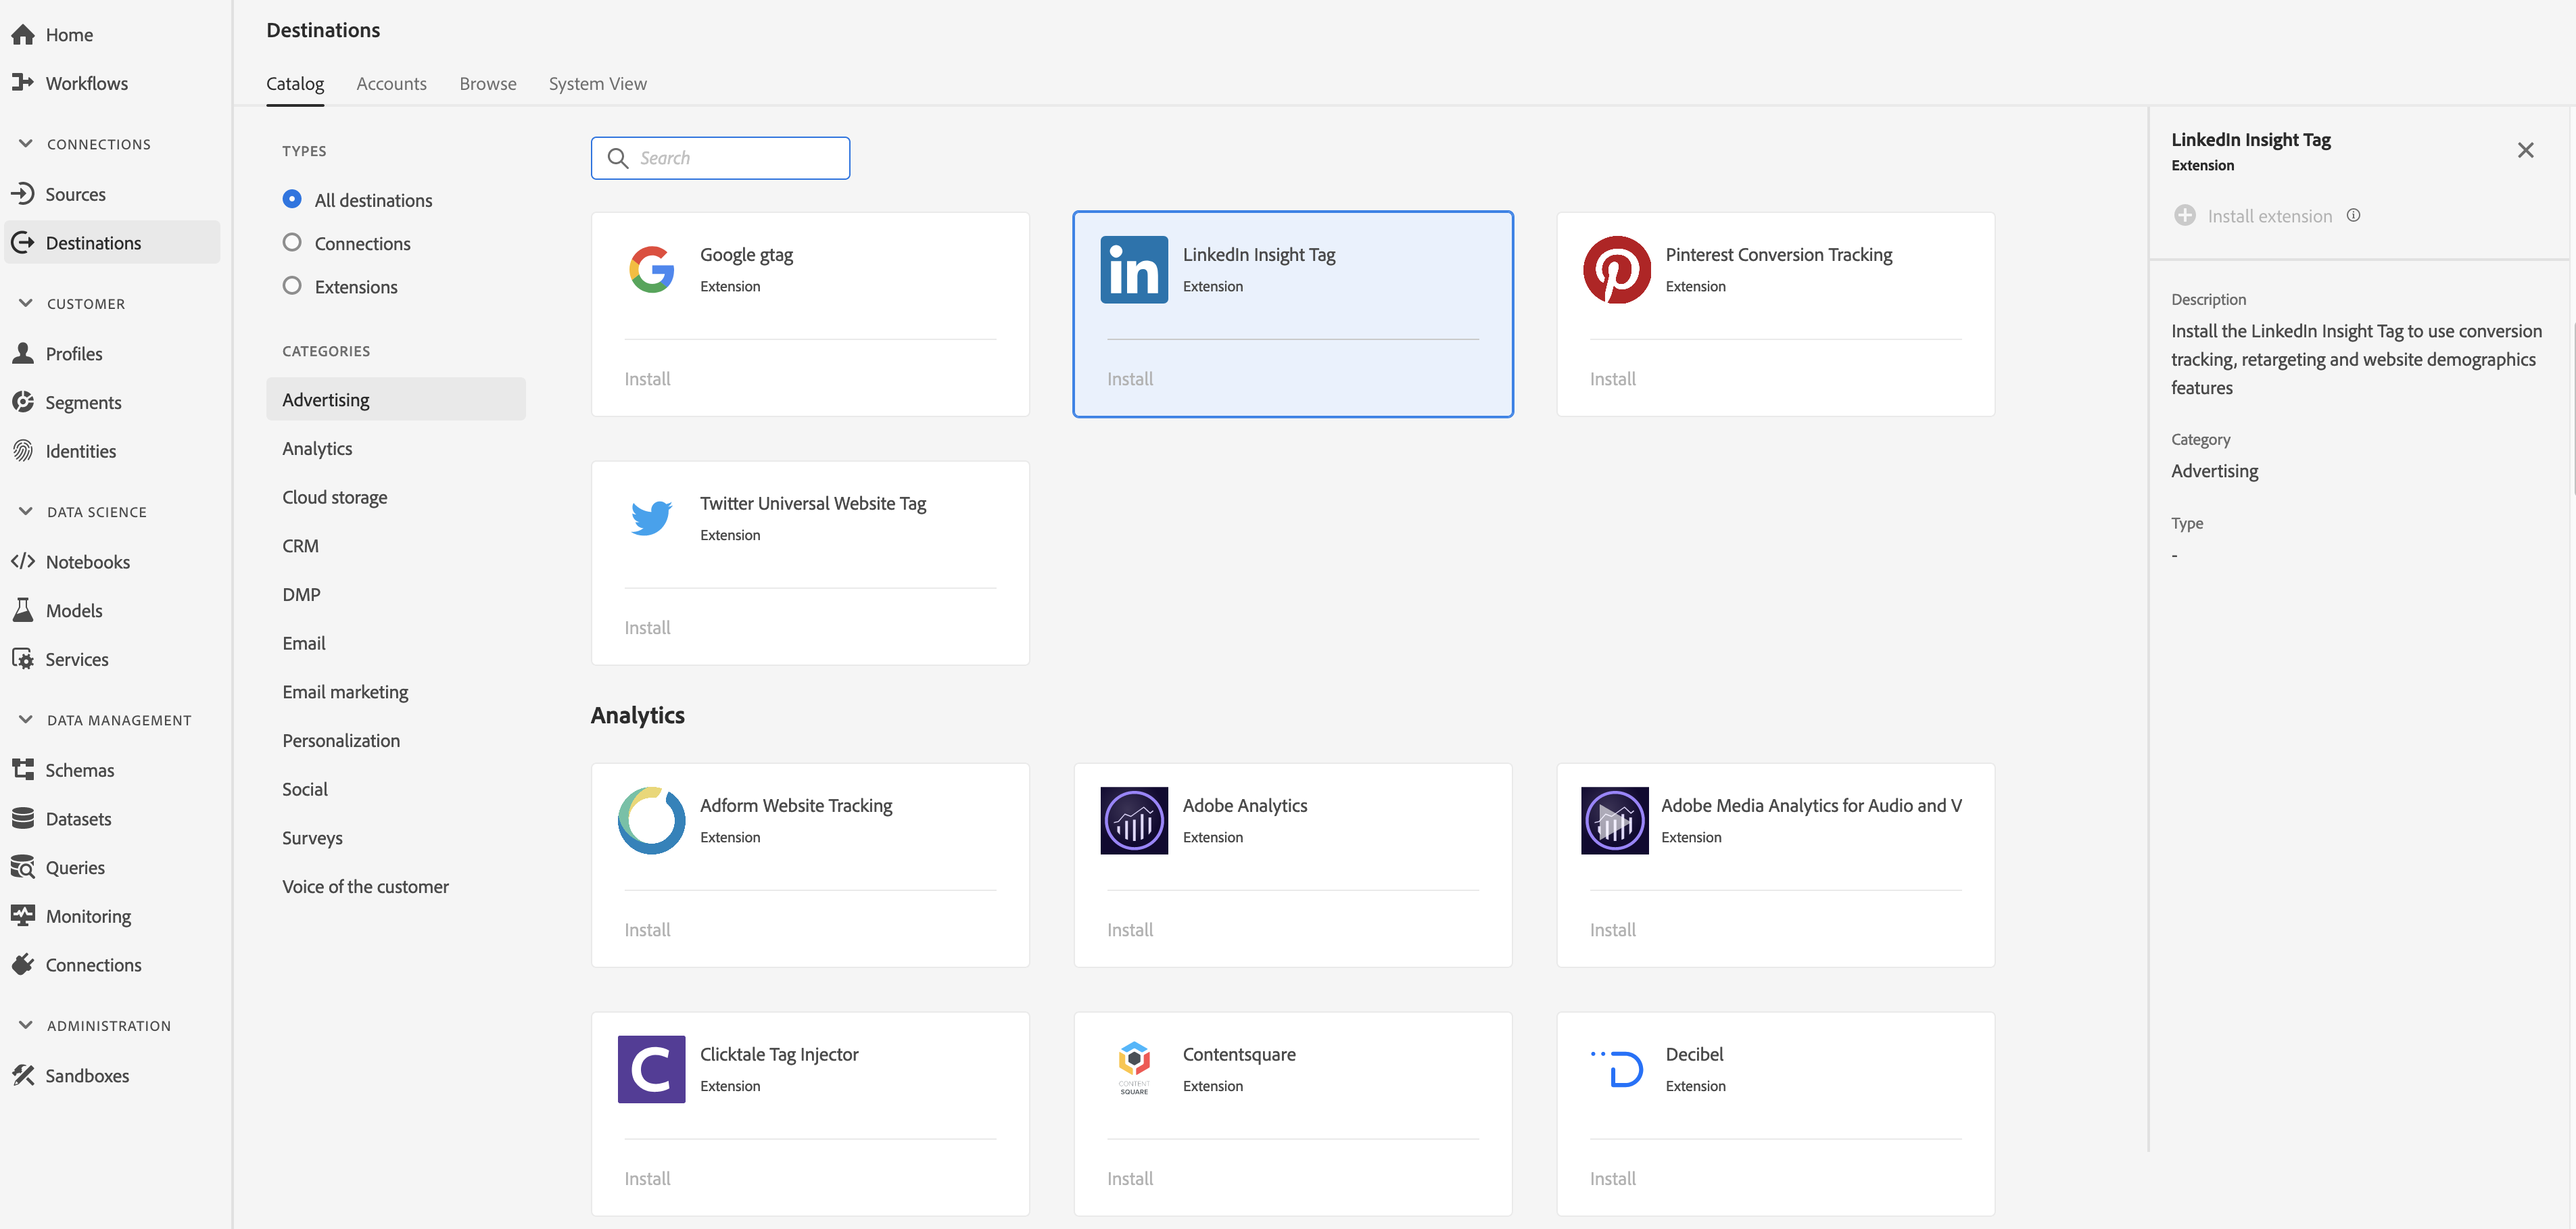 Home
Workflows
CONNECTIONS
Sources
Destinations
CUSTOMER
Profiles
Segments
Identities
DATA SCIENCE
Notebooks
Models
Services
DATA MANAGEMENT
Schemas
Datasets
Queries
Monitoring
Connections
ADMINISTRATION
Sandboxes
Destinations
Catalog Accounts Browse System View
TYPES
All destinations
Connections
Extensions
CATEGORIES
Advertising
Analytics
Cloud storage
CRM
DMP
Email
Email marketing
Personalization
Social
Surveys
Voice of the customer
Search
Google gtag
Extension
Install
in
LinkedIn Insight Tag
Extension
Install
Pinterest Conversion Tracking
Extension
Install
Twitter Universal Website Tag
Extension
Install
Analytics
Adform Website Tracking
Extension
Install
Adobe Analytics
Extension
Install
Adobe Media Analytics for Audio and V
Extension
Install
C
Clicktale Tag Injector
Extension
Install
CONTENT
SQUARE
Contentsquare
Extension
Install
Decibel
Extension
Install
LinkedIn Insight Tag
Extension
Install extension
Description
Install the LinkedIn Insight Tag to use conversion
tracking, retargeting and website demographics
features
Category
Advertising
Type
-